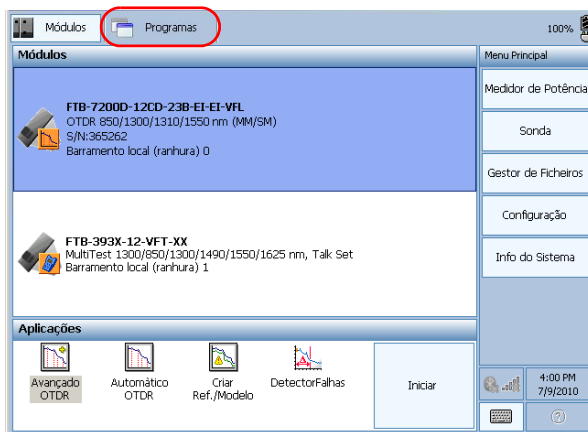 Módulos
Programas
100%
Módulos
FTB-7200D-12CD-23B-EI-EI-VFL
OTDR 850/1300/1310/1550 nm (MM/SM)
S/N:365262
Barramento local (ranhura) 0
FTB-393X-12-VFT-XX
MultiTest 1300/850/1300/1490/1550/1625 nm, Talk Set
Barramento local (ranhura) 1
Aplicações
Avançado
OTDR
Automàtico
OTDR
Criar
Ref./Modelo
DetectorFalhas
Iniciar
Menu Principal
Medidor de Potência
Sonda
Gestor de Ficheiros
Configuração
Info do Sistema
4:00 PM
7/9/2010